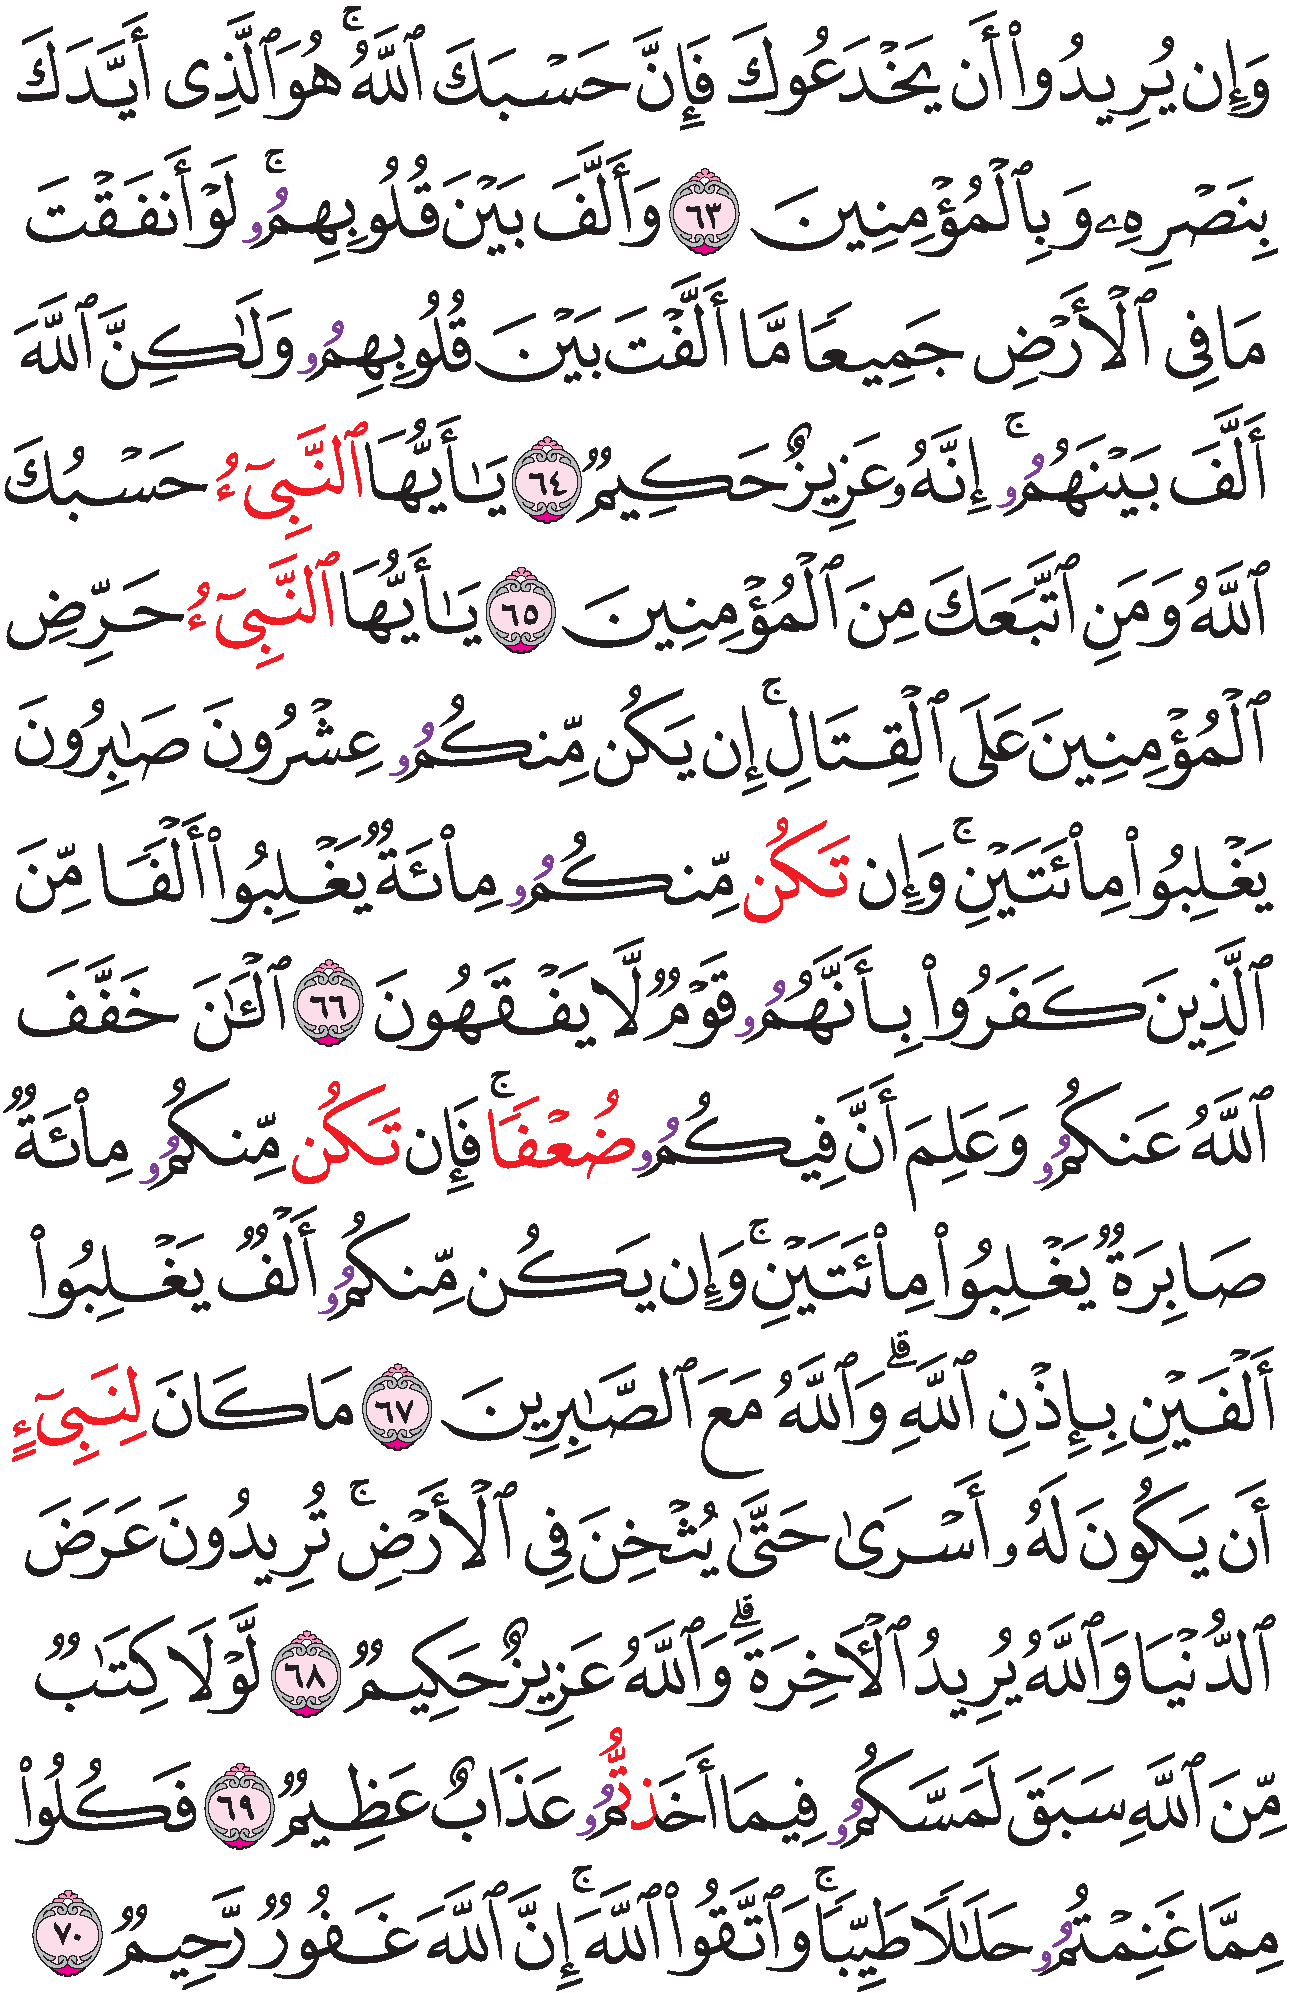 وَإِن يُرِيدُوٓاْ أَن يَخۡدَعُوكَ فَإِنَّ حَسۡبَكَ ٱللَّهُۚ هُوَ ٱلَّذِى أَيَّدَكَ
بِنَصۡرِهِۦ وَبِٱلۡمُؤۡمِنِينَ ٦٣ وَأَلَّفَ بَيۡنَ قُلُوبِهِمُۥۚ لَوۡ أَنفَقۡتَ
مَا فِى ٱلۡأَرۡضِ جَمِيعٗا مَّا أَلَّفۡتَ بَيۡنَ قُلُوبِهِمُۥ وَلَٰكِنَّ ٱللَّهَ
أَلَّفَ بَيۡنَهُمُۥۚ إِنَّهُۥ عَزِيزٌ حَكِيمٞ ٦٤ يَٰأَيُّهَا ٱلنَّبِىٓءُ حَسۡبُكَ
ٱللَّهُ وَمَنِ ٱتَّبَعَكَ مِنَ ٱلۡمُؤۡمِنِينَ ٦٥ يَٰأَيُّهَا ٱلنَّبِىٓءُ حَرِّضِ
ٱلۡمُؤۡمِنِينَ عَلَى ٱلۡقِتَالِۚ إِن يَكُن مِّنكُمُۥ عِشۡرُونَ صَٰبِرُونَ
يَغۡلِبُواْ مِاْئَتَيۡنِۚ وَإِن تَكُن مِّنكُمُۥ مِاْئَةٞ يَغۡلِبُواْ أَلۡفٗا مِّنَ
ٱلَّذِينَ كَفَرُواْ بِأَنَّهُمُۥ قَوۡمٞ لَّا يَفۡقَهُونَ ٦٦ ٱلۡـَٰٔنَ خَفَّفَ
ٱللَّهُ عَنكُمُۥ وَعَلِمَ أَنَّ فِيكُمُۥ ضُعۡفٗاۚ فَإِن تَكُن مِّنكُمُۥ مِاْئَةٞ
صَابِرَةٞ يَغۡلِبُواْ مِاْئَتَيۡنِۚ وَإِن يَكُن مِّنكُمُۥ أَلۡفٞ يَغۡلِبُواْ
أَلۡفَيۡنِ بِإِذۡنِ ٱللَّهِۗ وَٱللَّهُ مَعَ ٱلصَّٰبِرِينَ ٦٧ مَا كَانَ لِنَبِىٓءٍ
أَن يَكُونَ لَهُۥ أَسۡرَىٰ حَتَّىٰ يُثۡخِنَ فِى ٱلۡأَرۡضِۚ تُرِيدُونَ عَرَضَ
ٱلدُّنۡيَا وَٱللَّهُ يُرِيدُ ٱلۡأٓخِرَةَۗ وَٱللَّهُ عَزِيزٌ حَكِيمٞ ٦٨ لَّوۡلَا كِتَٰبٞ
مِّنَ ٱللَّهِ سَبَقَ لَمَسَّكُمُۥ فِيمَا أَخَذتُّمُۥ عَذَابٌ عَظِيمٞ ٦٩ فَكُلُواْ
مِمَّا غَنِمۡتُمُۥ حَلَٰلٗا طَيِّبٗاۚ وَٱتَّقُواْ ٱللَّهَۚ إِنَّ ٱللَّهَ غَفُورٞ رَّحِيمٞ ٧٠